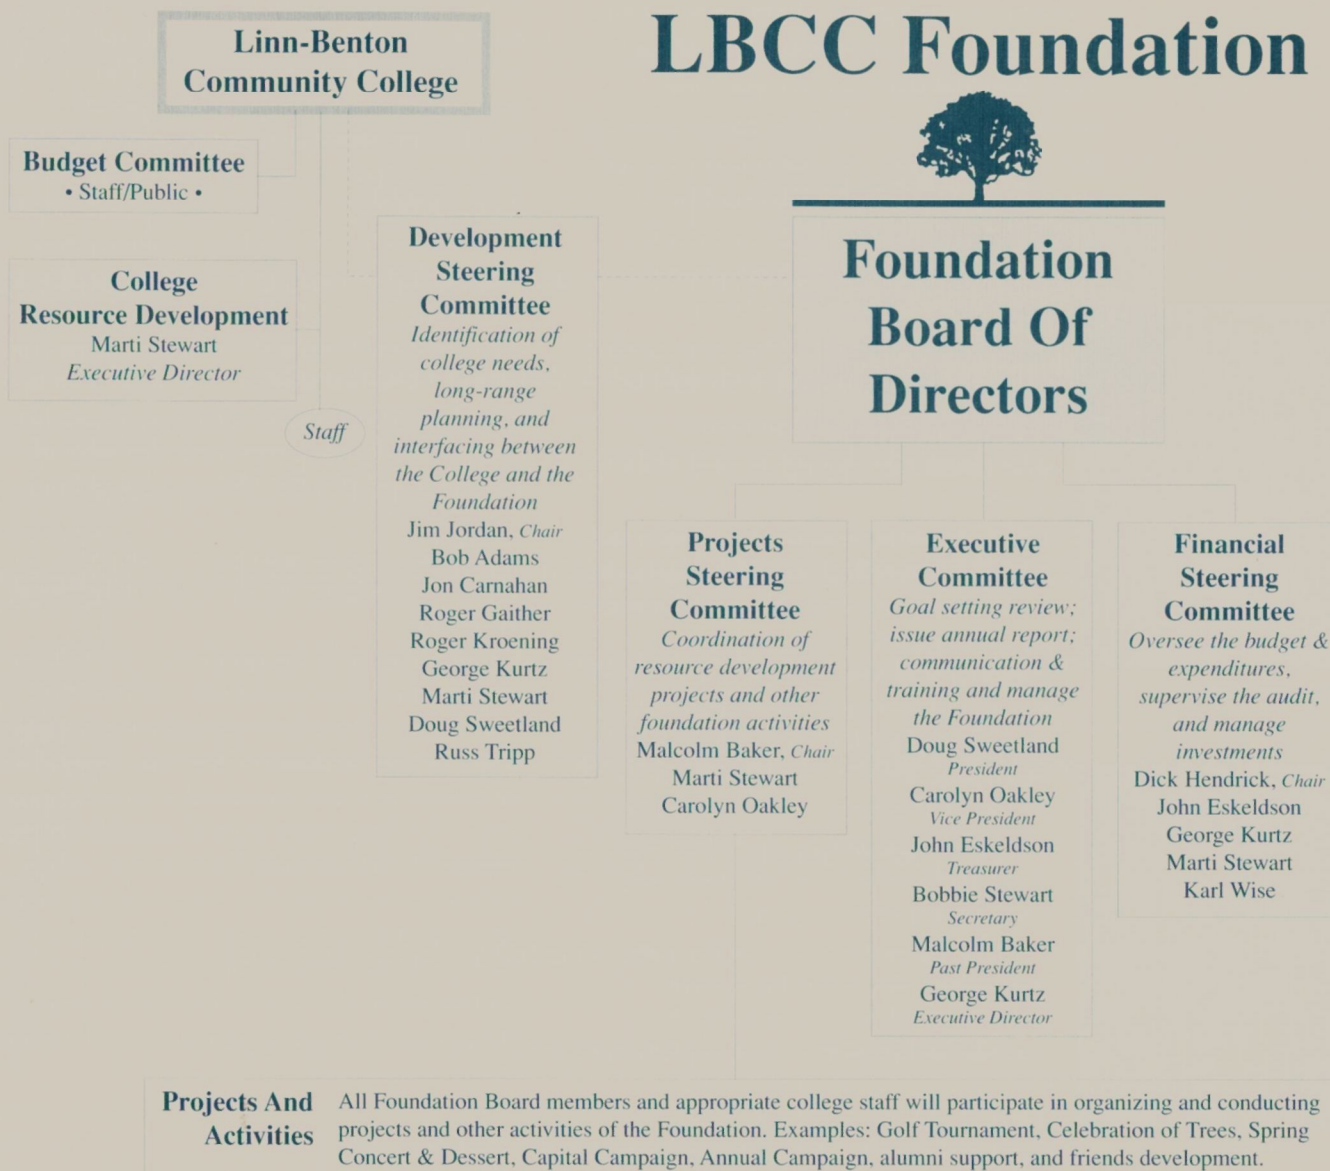 LBCC Foundation
Linn-Benton
Community College
Budget Committee
• Staff/Public •
College
Resource Development
Marti Stewart
Executive Director
Staff
Development
Steering
Committee
Identification of
college needs,
long-range
planning, and
interfacing between
the College and the
Foundation
Jim Jordan, Chair
Bob Adams
Jon Carnahan
Roger Gaither
Roger Kroening
George Kurtz
Marti Stewart
Doug Sweetland
Russ Tripp
Foundation
Board Of
Directors
Projects
Steering
Committee
Coordination of
resource development
projects and other
foundation activities
Malcolm Baker, Chair
Marti Stewart
Carolyn Oakley
Executive
Committee
Goal setting review;
issue annual report;
communication &
training and manage
the Foundation
Doug Sweetland
President
Carolyn Oakley
Vice President
John Eskeldson
Treasurer
Bobbie Stewart
Secretary
Malcolm Baker
Past President
George Kurtz
Executive Director
Financial
Steering
Committee
Oversee the budget &
expenditures,
supervise the audit,
and manage
investments
Dick Hendrick, Chair
John Eskeldson
George Kurtz
Marti Stewart
Karl Wise
Projects And
Activities
All Foundation Board members and appropriate college staff will participate in organizing and conducting
projects and other activities of the Foundation. Examples: Golf Tournament, Celebration of Trees, Spring
Concert & Dessert, Capital Campaign, Annual Campaign, alumni support, and friends development.